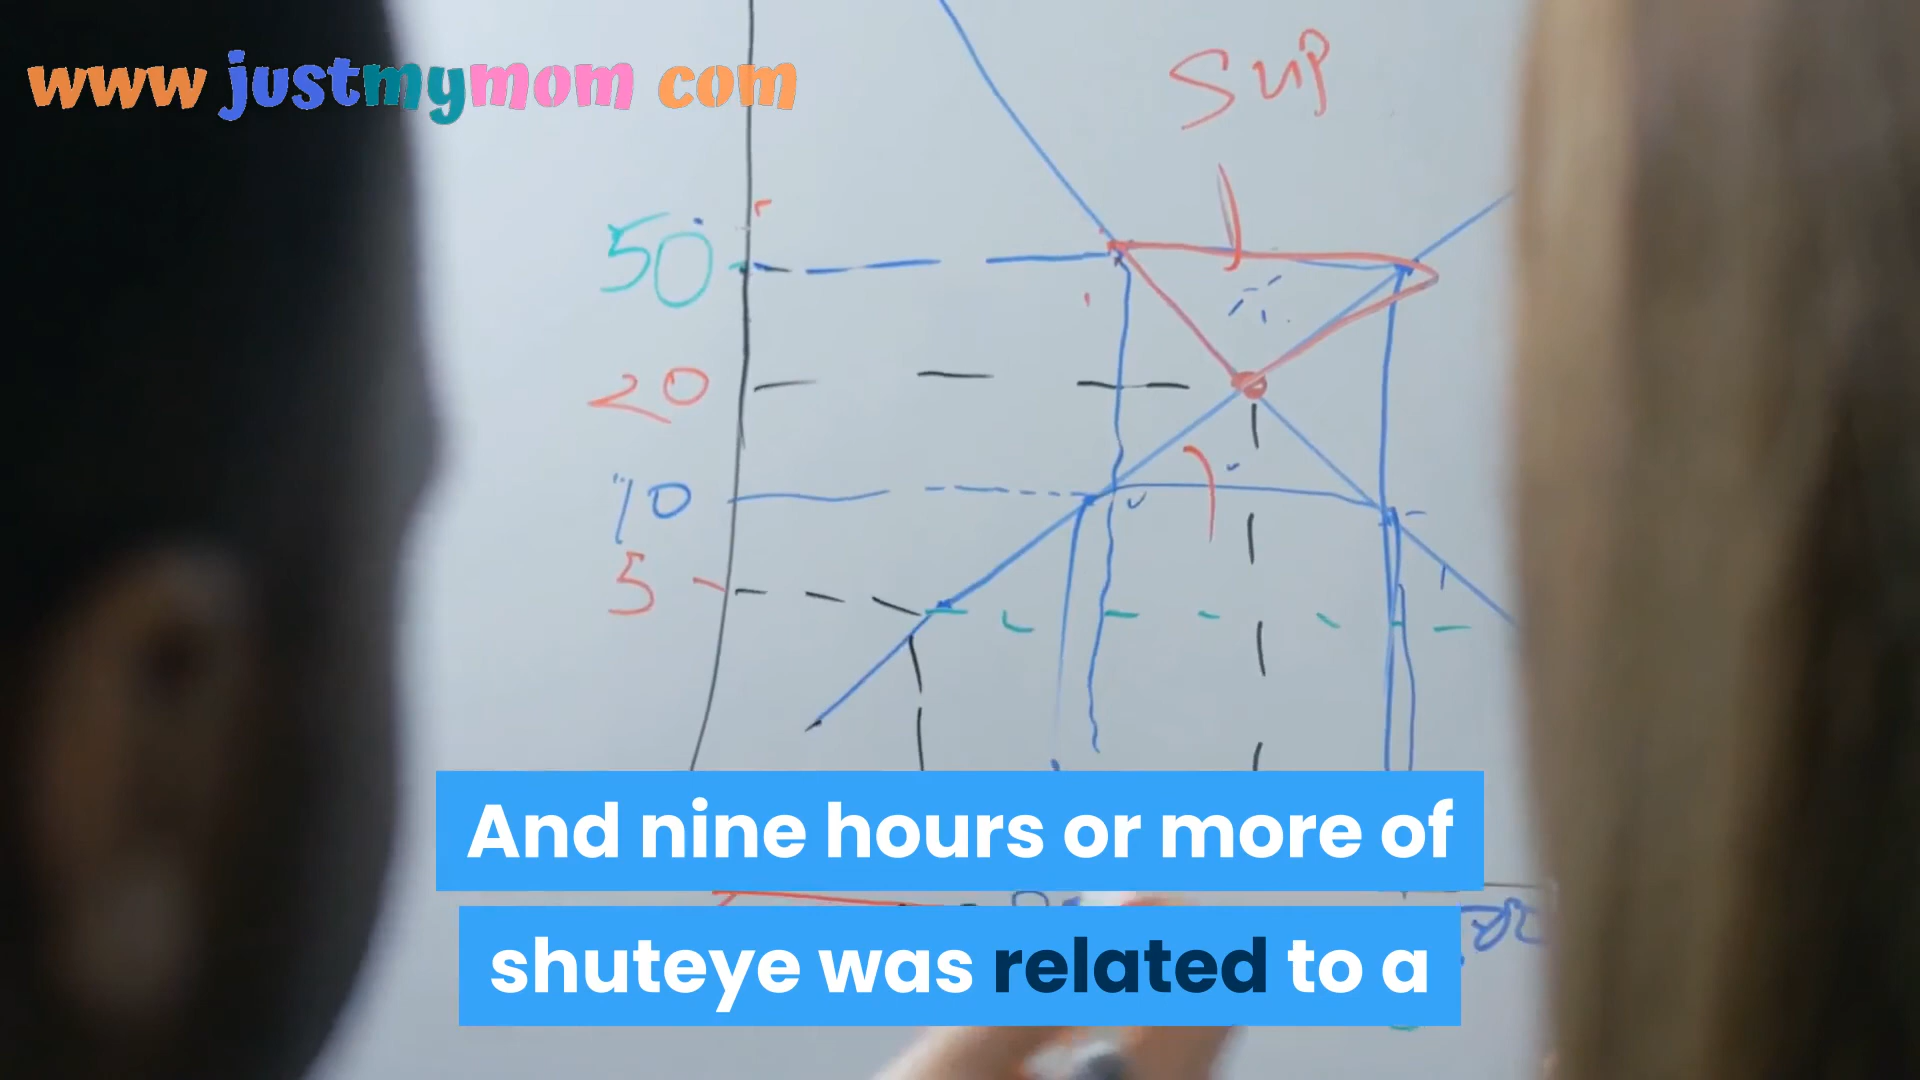 www justmymom com
Sup
50
20
10
5
And nine hours or more of
shuteye was related to a